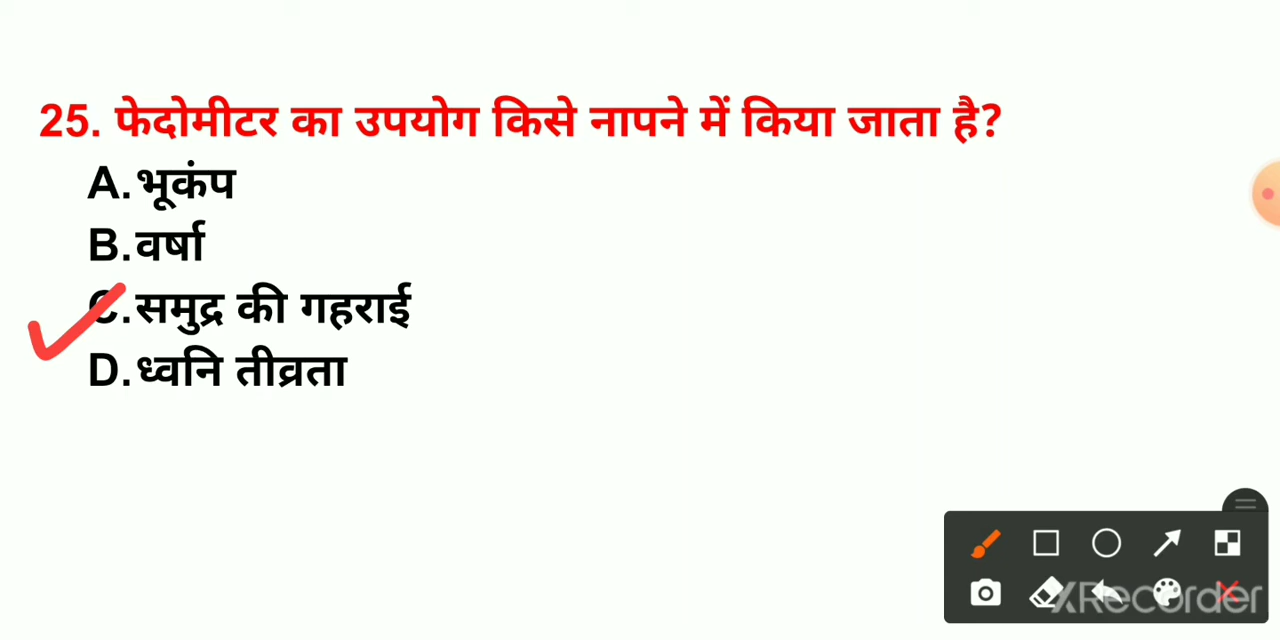 25. फेदोमीटर का उपयोग किसे नापने में किया जाता है?
A.भूकंप
B.वर्षा
C.समुद्र की गहराई
D.ध्वनि तीव्रता
XRecorder